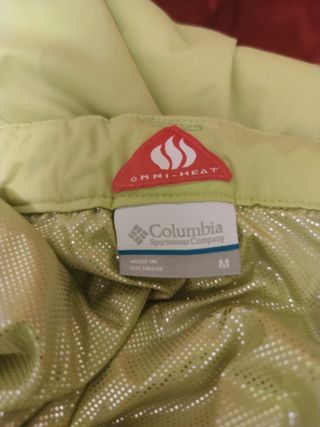 OMNI-HEAT
Columbia
Sportswear Company
MADE IN
M